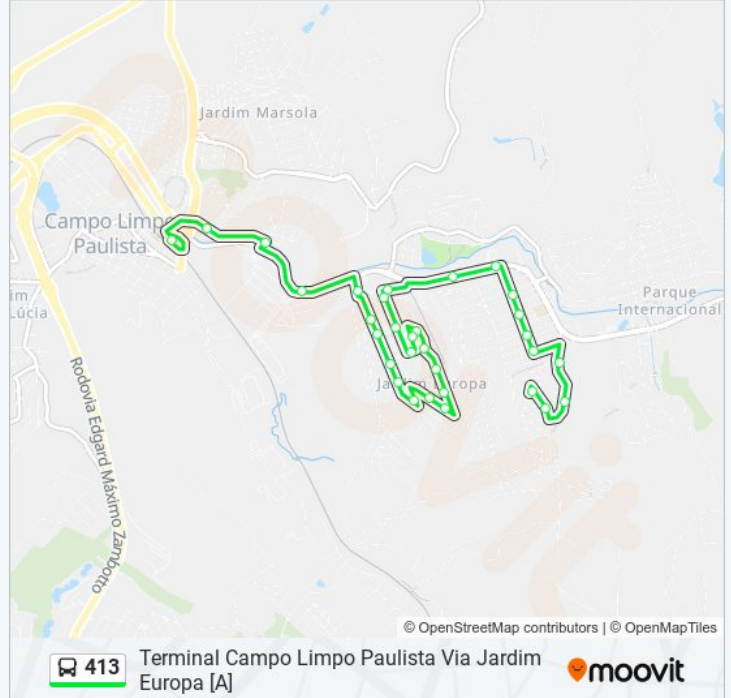 Jardim Marsola
Campo Limpo
Paulista
im
Lúcia
Parque
Internacional
Jardim Europa
Rodovia Edgard Máximo Zambotto
moovit
© OpenStreetMap contributors | © OpenMapTiles
413
Terminal Campo Limpo Paulista Via Jardim
Europa [A]
moovit